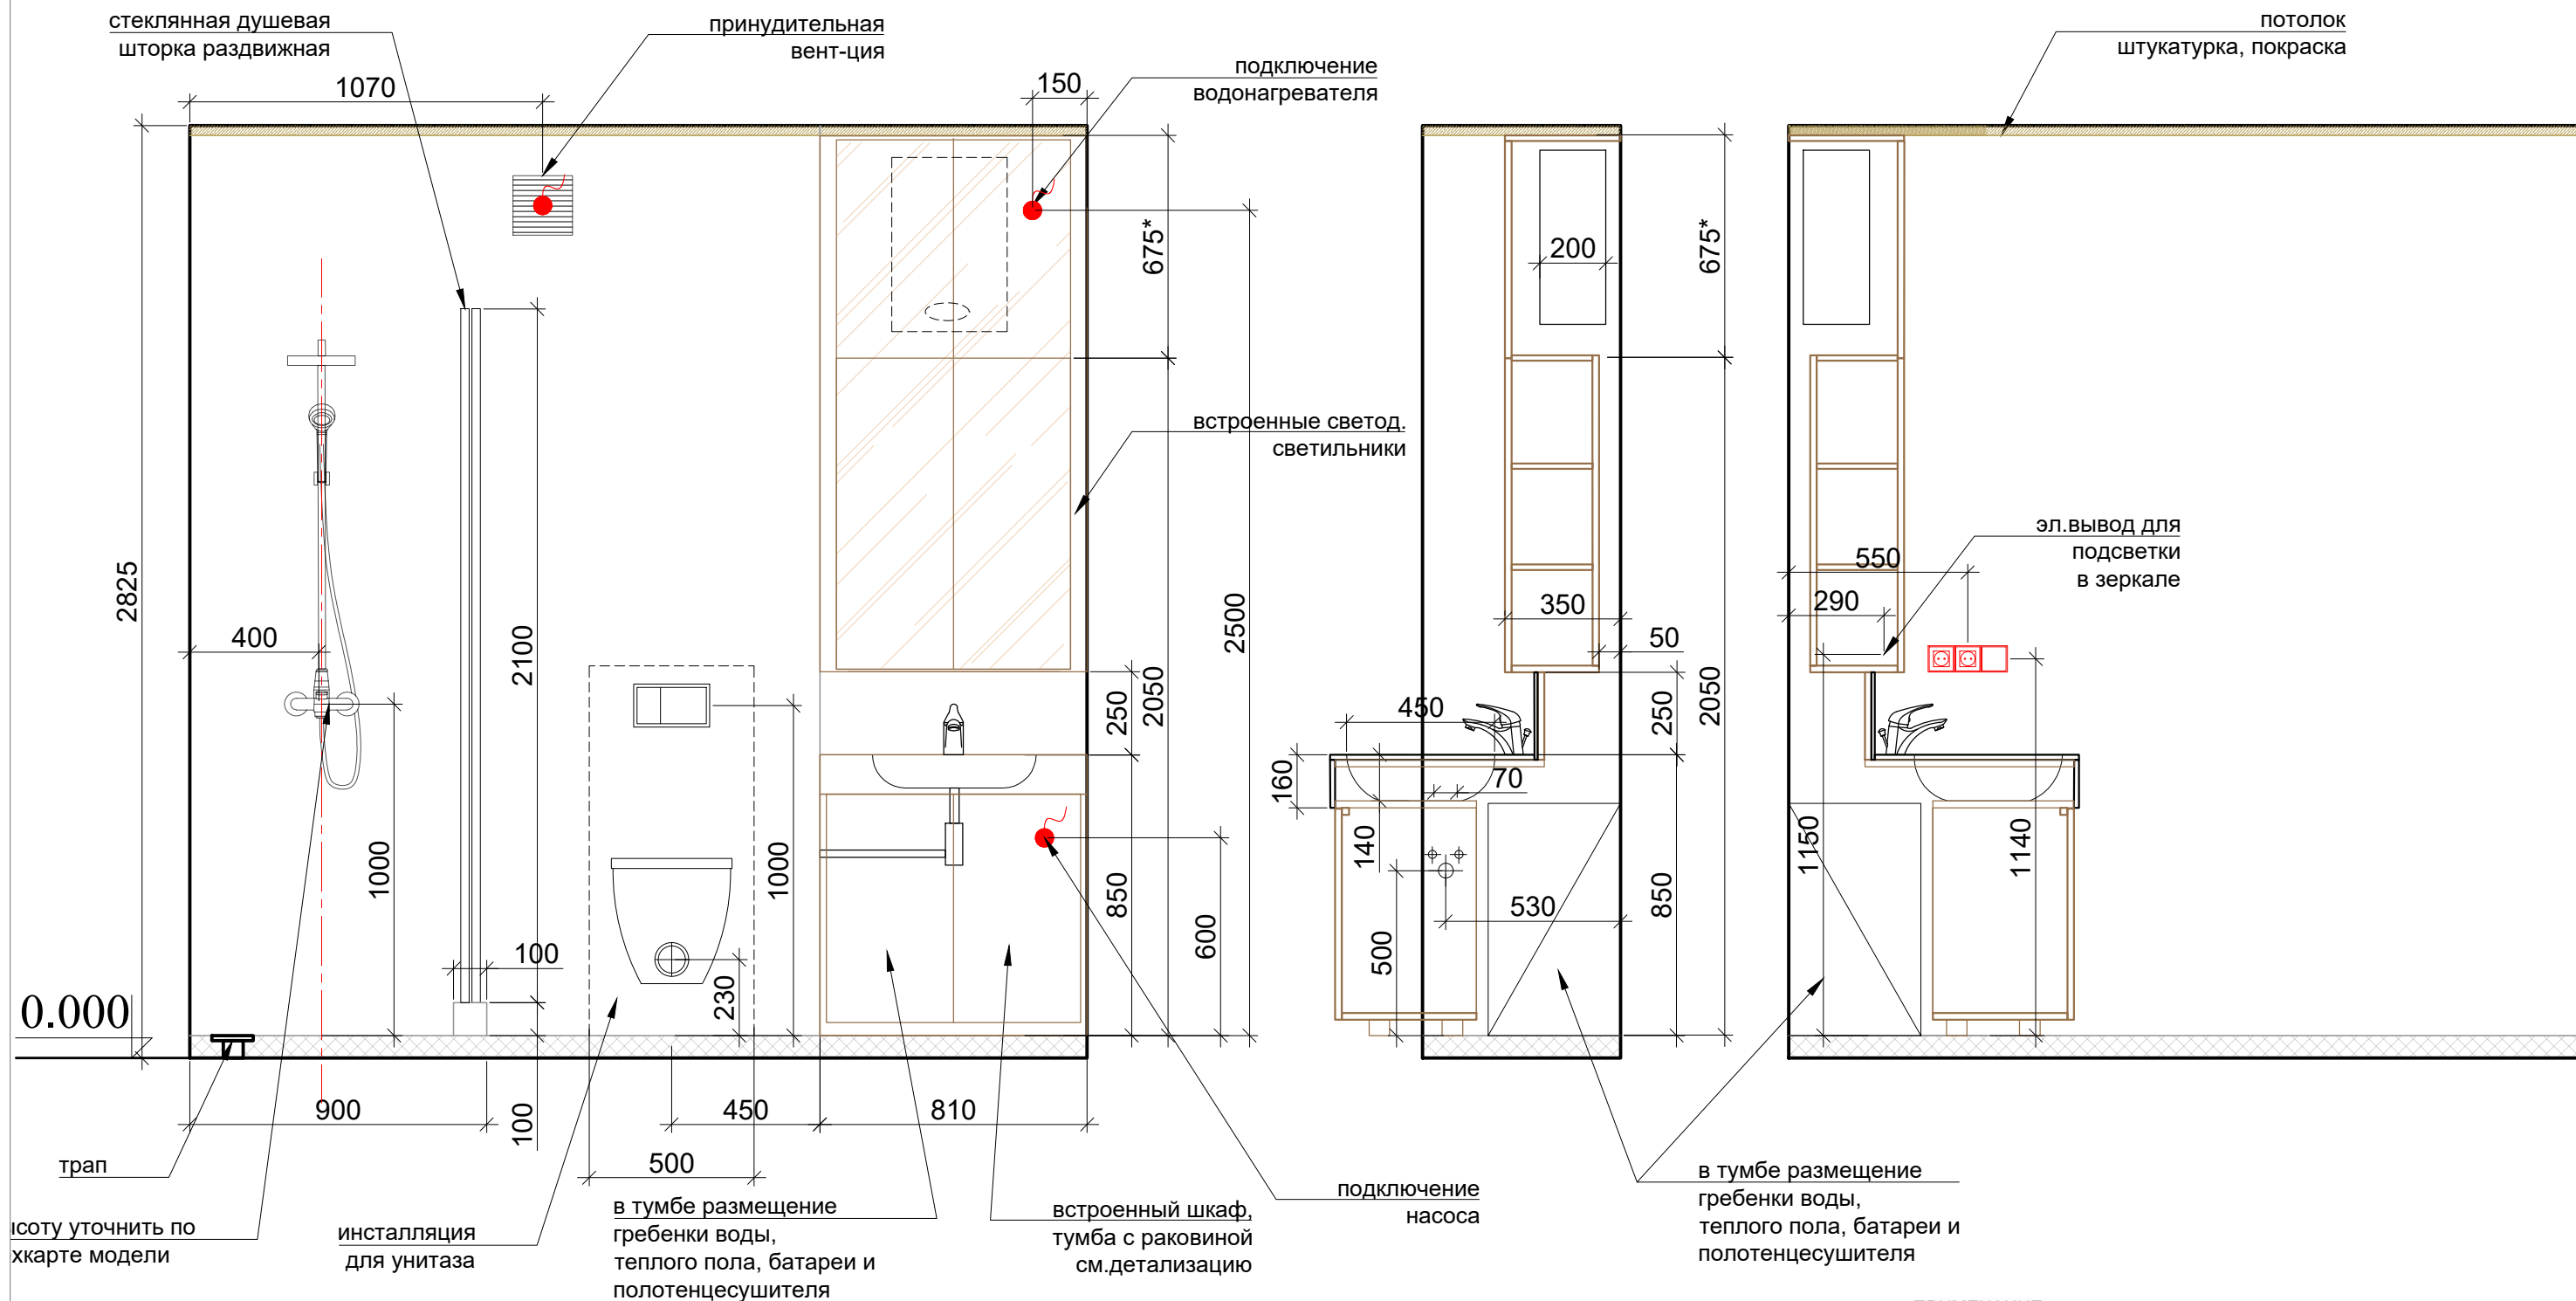 стеклянная душевая
шторка раздвижная
принудительная
вент-ция
подключение
водонагревателя
потолок
штукатурка, покраска
1070
150
675*
675*
200
встроенные светод.
светильники
эл.вывод для
подсветки
в зеркале
550
290
350
50
2825
400
2100
2500
2050
250
2050
250
450
160
70
140
1000
1000
850
600
850
530
500
1150
1140
100
230
0.000
900
100
450
810
500
трап
соту уточнить по
хкарте модели
инсталляция
для унитаза
в тумбе размещение
гребенки воды,
теплого пола, батареи и
полотенцесушителя
встроенный шкаф,
тумба с раковиной
см.детализацию
подключение
насоса
в тумбе размещение
гребенки воды,
теплого пола, батареи и
полотенцесушителя